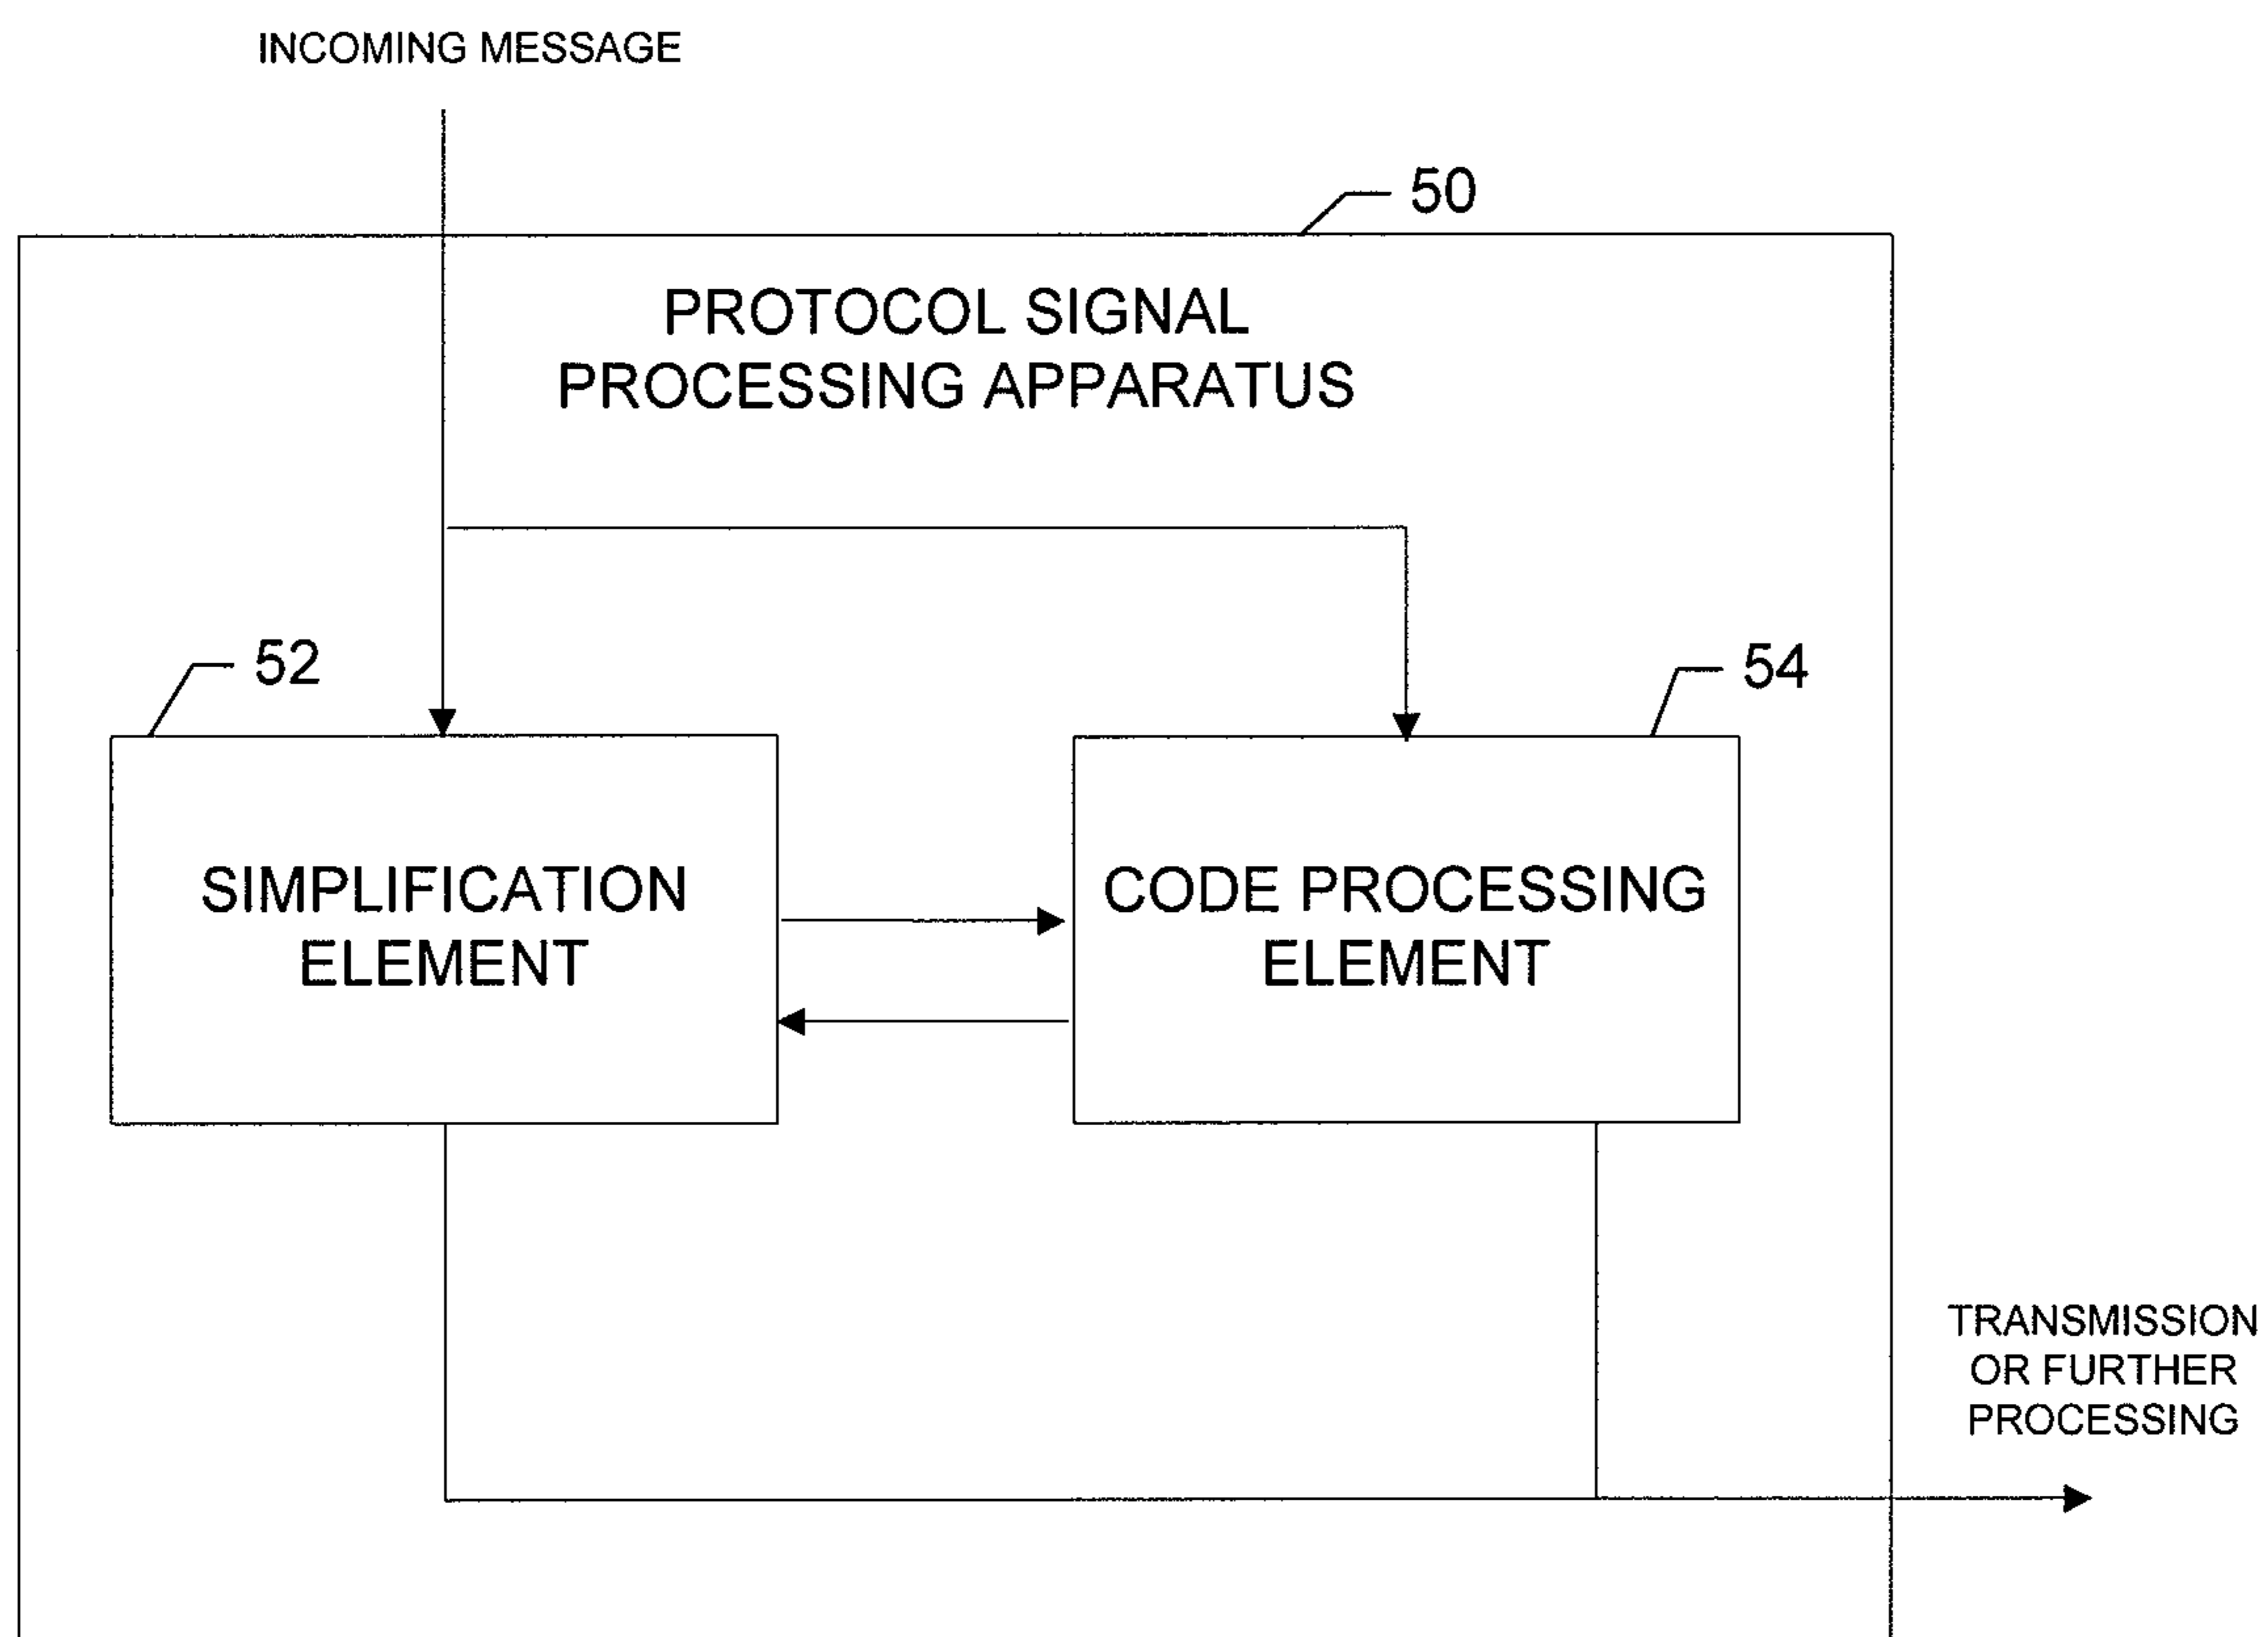 INCOMING MESSAGE
50
PROTOCOL SIGNAL
PROCESSING APPARATUS
52
54
SIMPLIFICATION
ELEMENT
CODE PROCESSING
ELEMENT
TRANSMISSION
OR FURTHER
PROCESSING